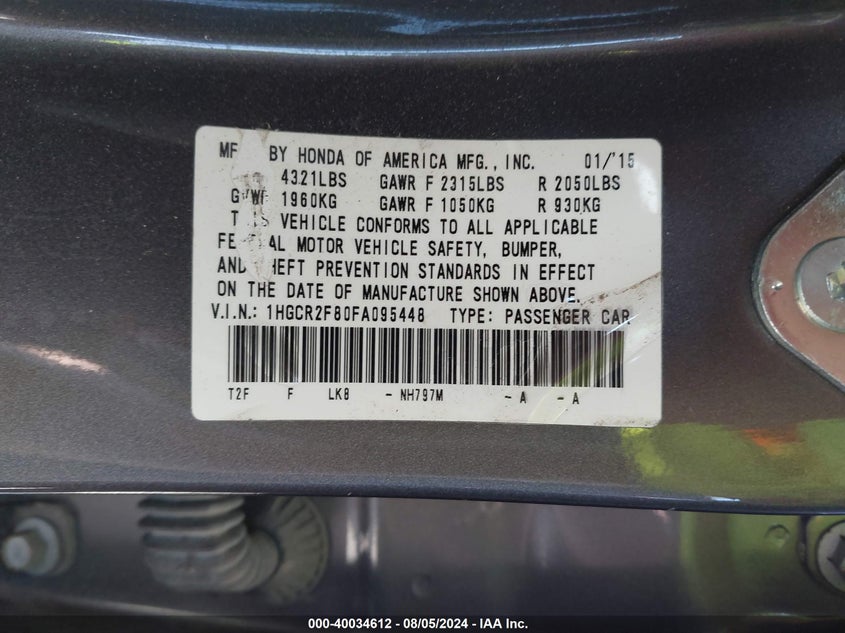 MF BY HONDA OF AMERICA MFG., INC. 01/'15
4321LBS GAWR F 2315LBS R 2050LBS
1960KG GAWR F 1050KG R 930KG
VEHICLE CONFORMS TO ALL APPLICABLE
MOTOR VEHICLE SAFETY, BUMPER,
AND PREVENTION STANDARDS IN EFFECT
ON THE DATE OF MANUFACTURE SHOWN ABOVE.
V.I.N.: 1HGCR2F80FA095448 TYPE: PASSENGER CAR
T2F F LK8 - NH797M - A - A
000-40034612 - 08/05/2024 - IAA Inc.